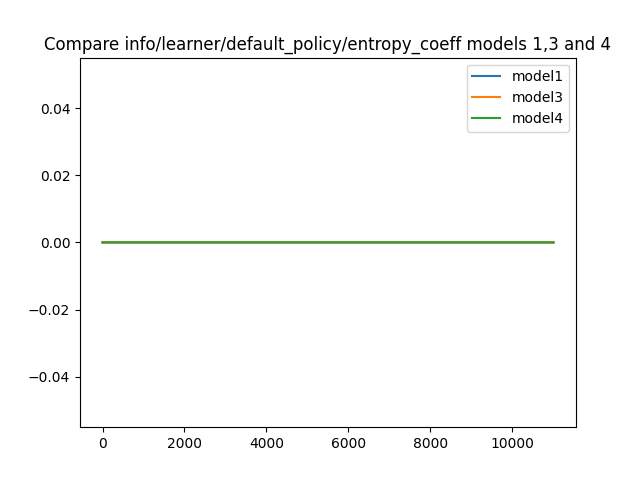 Compare info/learner/default_policy/entropy_coeff models 1,3 and 4
model1
model3
model4
0.04
0.02
0.00
−0.02
−0.04
0 2000 4000 6000 8000 10000